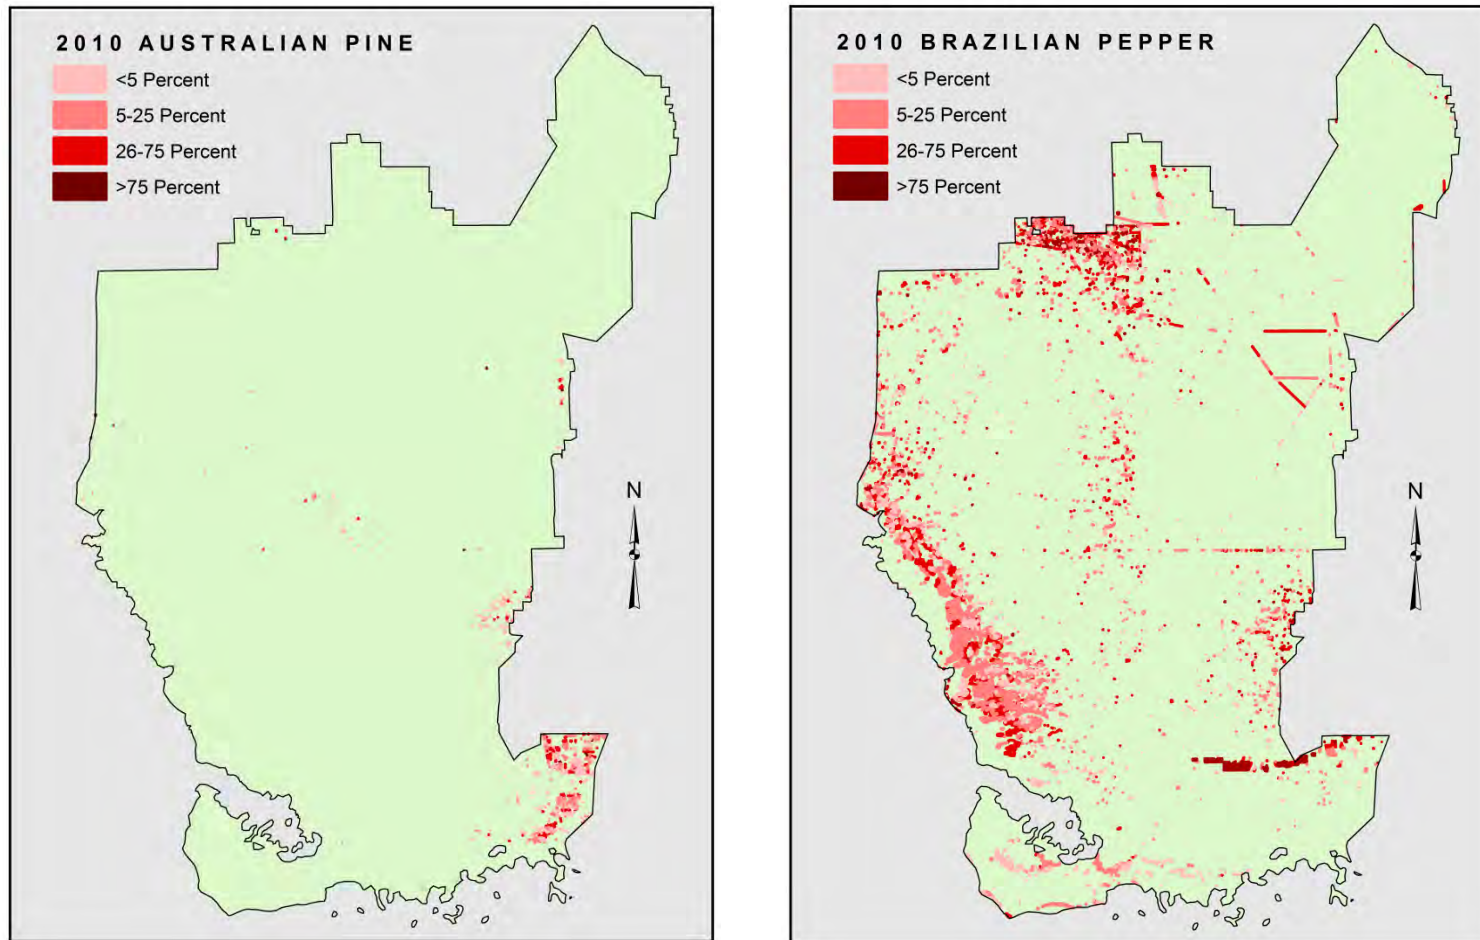 2010 AUSTRALIAN PINE
<5 Percent
5-25 Percent
26-75 Percent
>75 Percent
N
2010 BRAZILIAN PEPPER
<5 Percent
5-25 Percent
26-75 Percent
>75 Percent
N